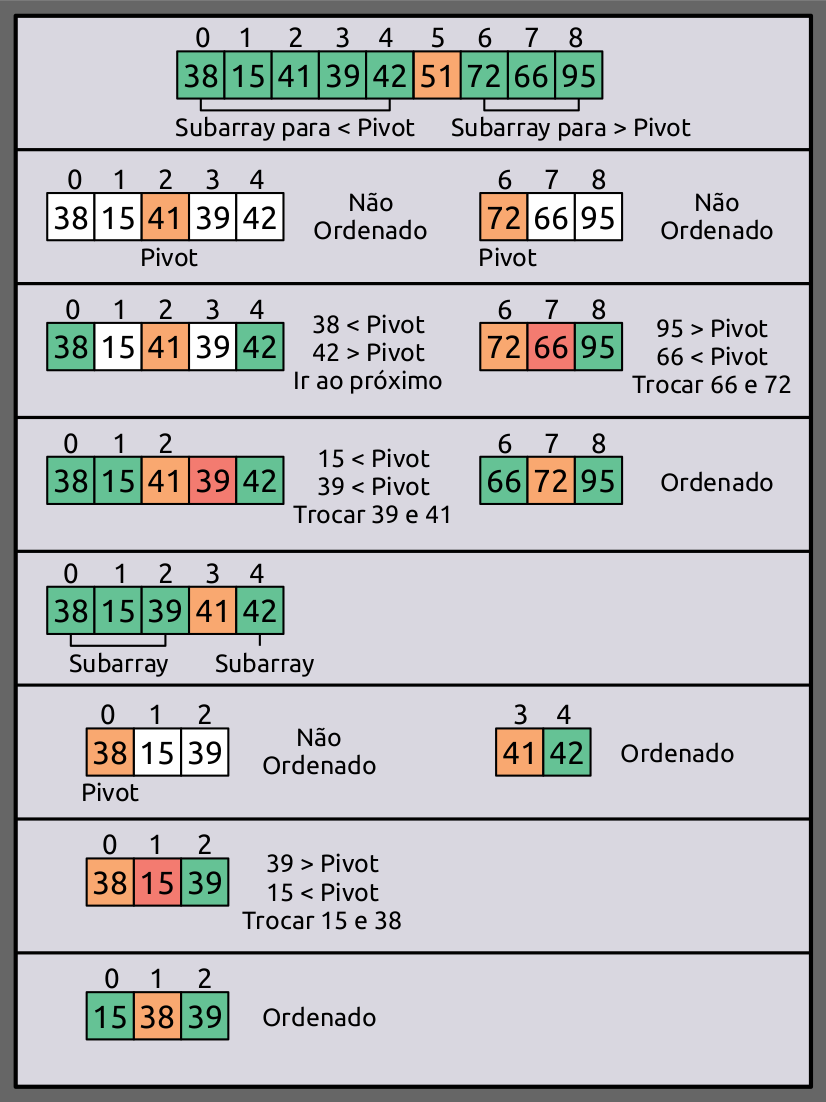 0 1 2 3 4 5 6 7 8
38 15 41 39 42 51 72 66 95
Subarray para < Pivot
Subarray para > Pivot
0 1 2 3 4
38 15 41 39 42
Pivot
Não
Ordenado
6 7 8
72 66 95
Pivot
Não
Ordenado
0 1 2 3 4
38 15 41 39 42
38 < Pivot
42 > Pivot
Ir ao próximo
6 7 8
72 66 95
95 > Pivot
66 < Pivot
Trocar 66 e 72
0 1 2
38 15 41 39 42
15 < Pivot
39 < Pivot
Trocar 39 e 41
6 7 8
66 72 95
Ordenado
0 1 2 3 4
38 15 39 41 42
Subarray
Subarray
0 1 2
38 15 39
Pivot
Não
Ordenado
3 4
41 42
Ordenado
0 1 2
38 15 39
39 > Pivot
15 < Pivot
Trocar 15 e 38
0 1 2
15 38 39
Ordenado